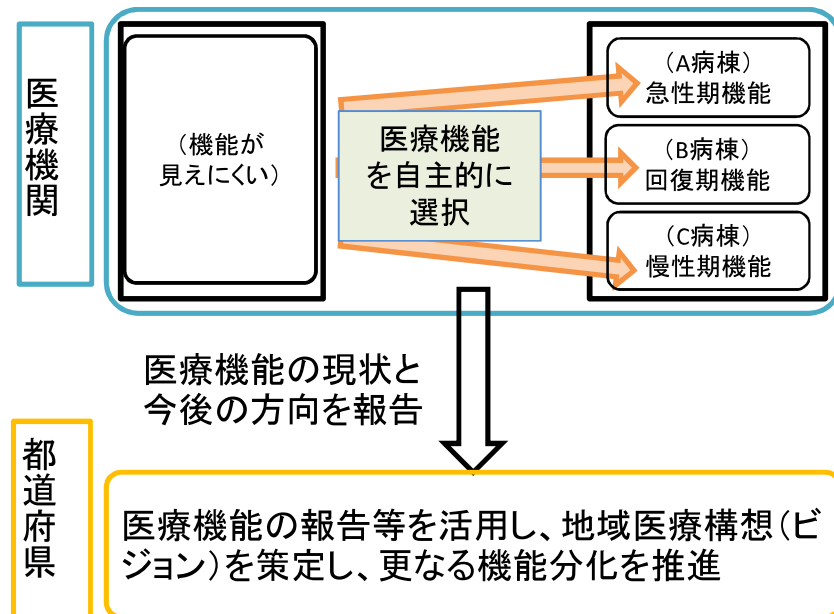 医療機関
（機能が
見えにくい）
医療機能
を自主的に
選択
（A病棟）
急性期機能
（B病棟）
回復期機能
（C病棟）
慢性期機能
医療機能の現状と
今後の方向を報告
都道府県
医療機能の報告等を活用し、地域医療構想（ビ
ジョン）を策定し、更なる機能分化を推進